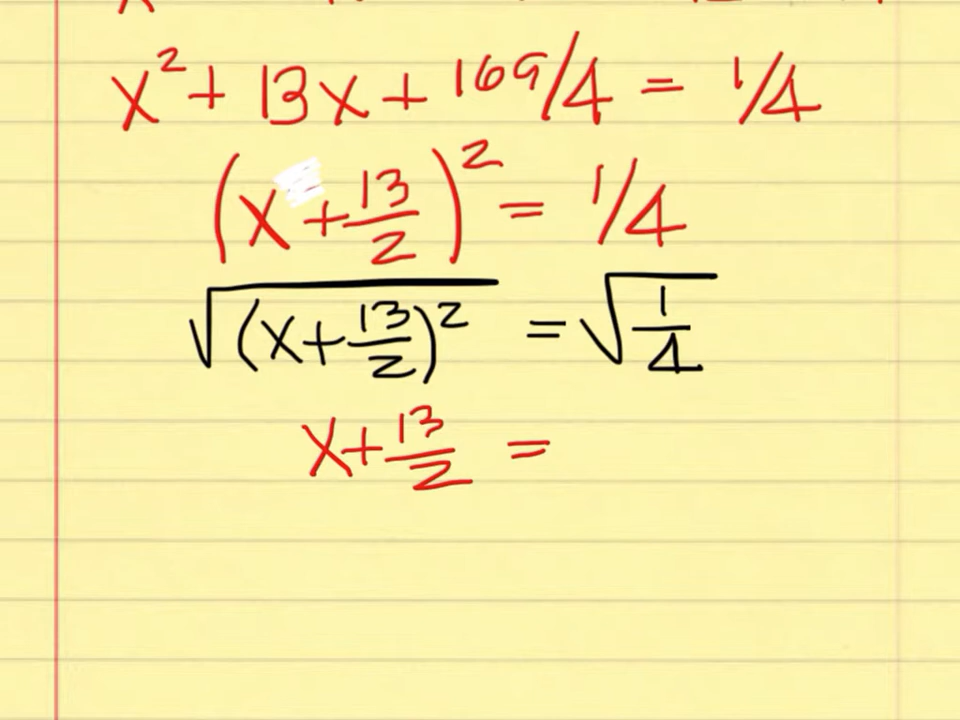 x² + 13x + 169/4 = 1/4
(x + 13/2)² = 1/4
√(x + 13/2)² = √1/4
x + 13/2 =